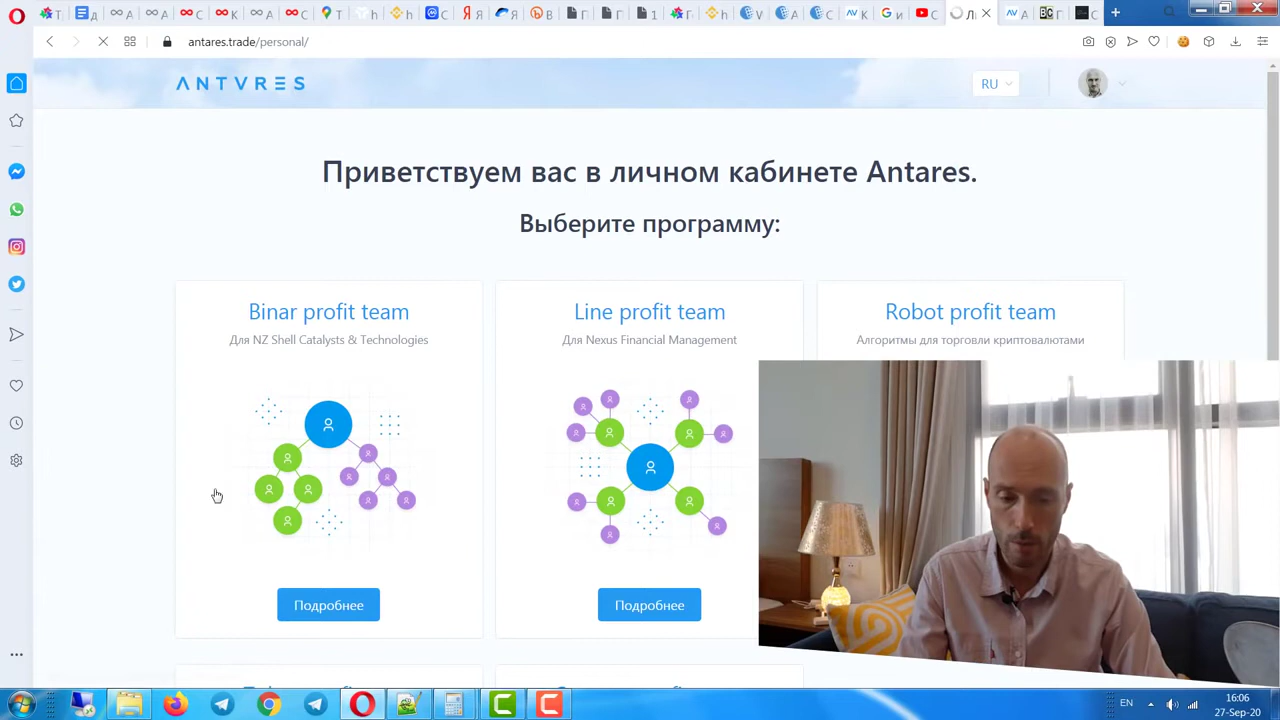 antares.trade/personal/
ANTVRES
RU
Приветствуем вас в личном кабинете Antares.
Выберите программу:
Binar profit team
Для NZ Shell Catalysts & Technologies
Подробнее
Line profit team
Для Nexus Financial Management
Подробнее
Robot profit team
Алгоритмы для торговли криптовалютами
EN
16:06
27-Sep-20